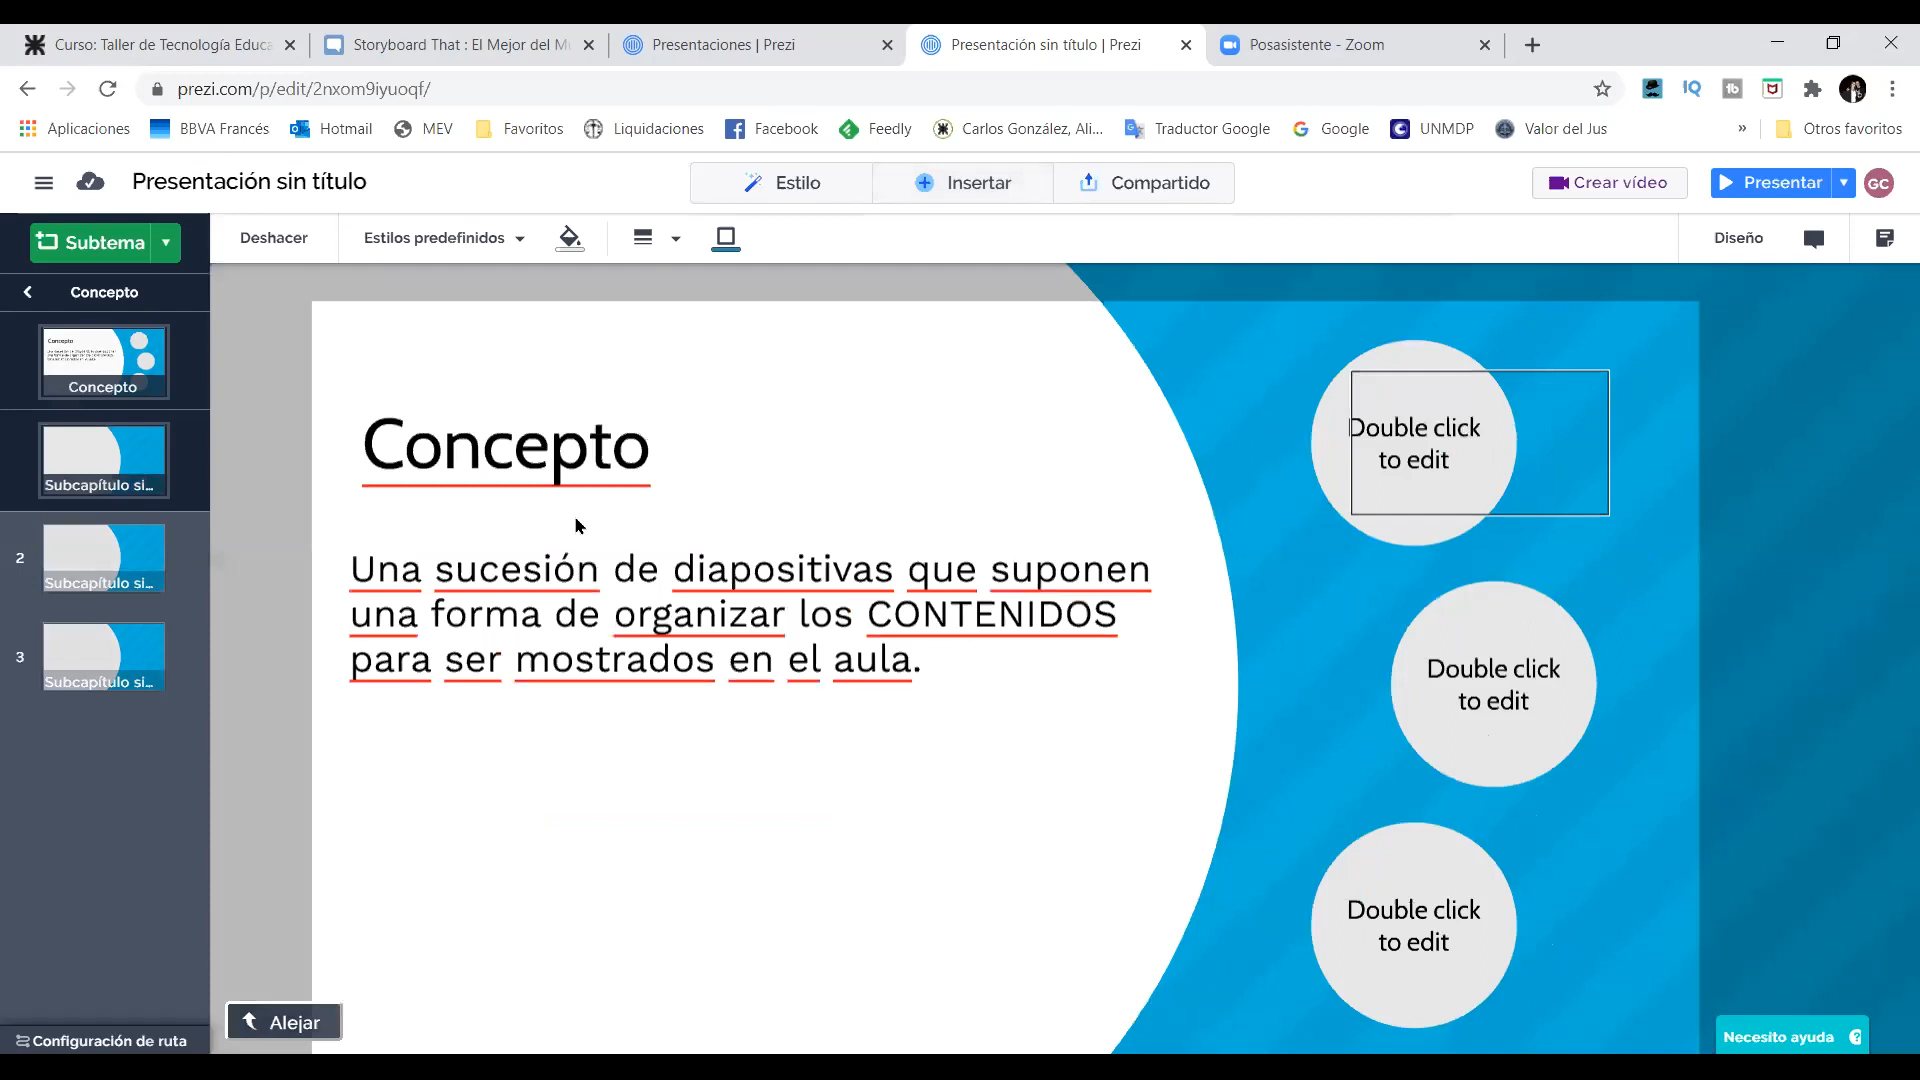 Curso: Taller de Tecnología Educa
Storyboard That : El Mejor del M
Presentaciones | Prezi
Presentación sin título | Prezi
Posasistente - Zoom
prezi.com/p/edit/2nxom9iyuoqf/
Aplicaciones
BBVA Francés
Hotmail
MEV
Favoritos
Liquidaciones
Facebook
Feedly
Carlos González, Ali...
Traductor Google
Google
UNMDP
Valor del Jus
»
Otros favoritos
Presentación sin título
Estilo
Insertar
Compartido
Crear vídeo
Presentar
GC
Subtema
Deshacer
Estilos predefinidos
Diseño
Concepto
Concepto
Subcapítulo si...
2
Subcapítulo si...
3
Subcapítulo si...
Concepto
Una sucesión de diapositivas que suponen
una forma de organizar los CONTENIDOS
para ser mostrados en el aula.
Double click
to edit
Double click
to edit
Double click
to edit
Alejar
Configuración de ruta
Necesito ayuda